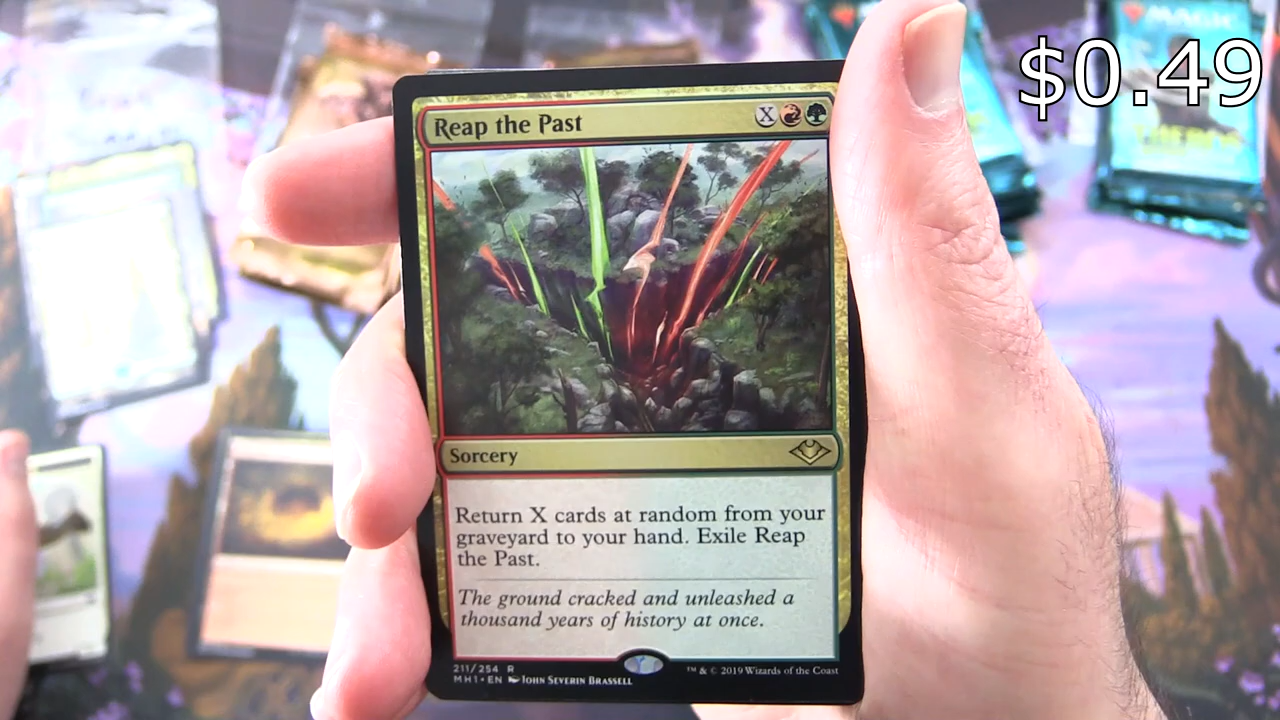 $0.49
MAGIC
Reap the Past
X
Sorcery
Return X cards at random from your
graveyard to your hand. Exile Reap
the Past.
The ground cracked and unleashed a
thousand years of history at once.
211/254 R
MH1 • EN John Severin Brassell
™ & © 2019 Wizards of the Coast